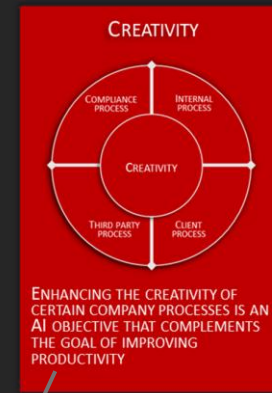 CREATIVITY
COMPLIANCE
PROCESS
INTERNAL
PROCESS
CREATIVITY
THIRD PARTY
PROCESS
CLIENT
PROCESS
ENHANCING THE CREATIVITY OF
CERTAIN COMPANY PROCESSES IS AN
AI OBJECTIVE THAT COMPLEMENTS
THE GOAL OF IMPROVING
PRODUCTIVITY